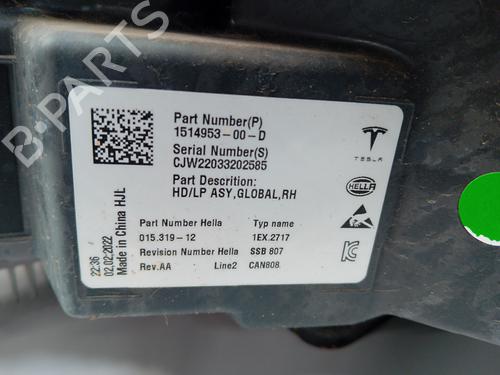 B-PARTS
Part Number(P)
1514953-00-D
Serial Number(S)
CJW22033202585
Part Descrition:
HD/LP ASY,GLOBAL,RH
TESLA
HELLA
Part Number Hella Typ name
015.319-12 1EX.2717
Revision Number Hella SSB 807
Rev.AA Line2 CAN808
22:36
02.02.2022
Made in China HJL